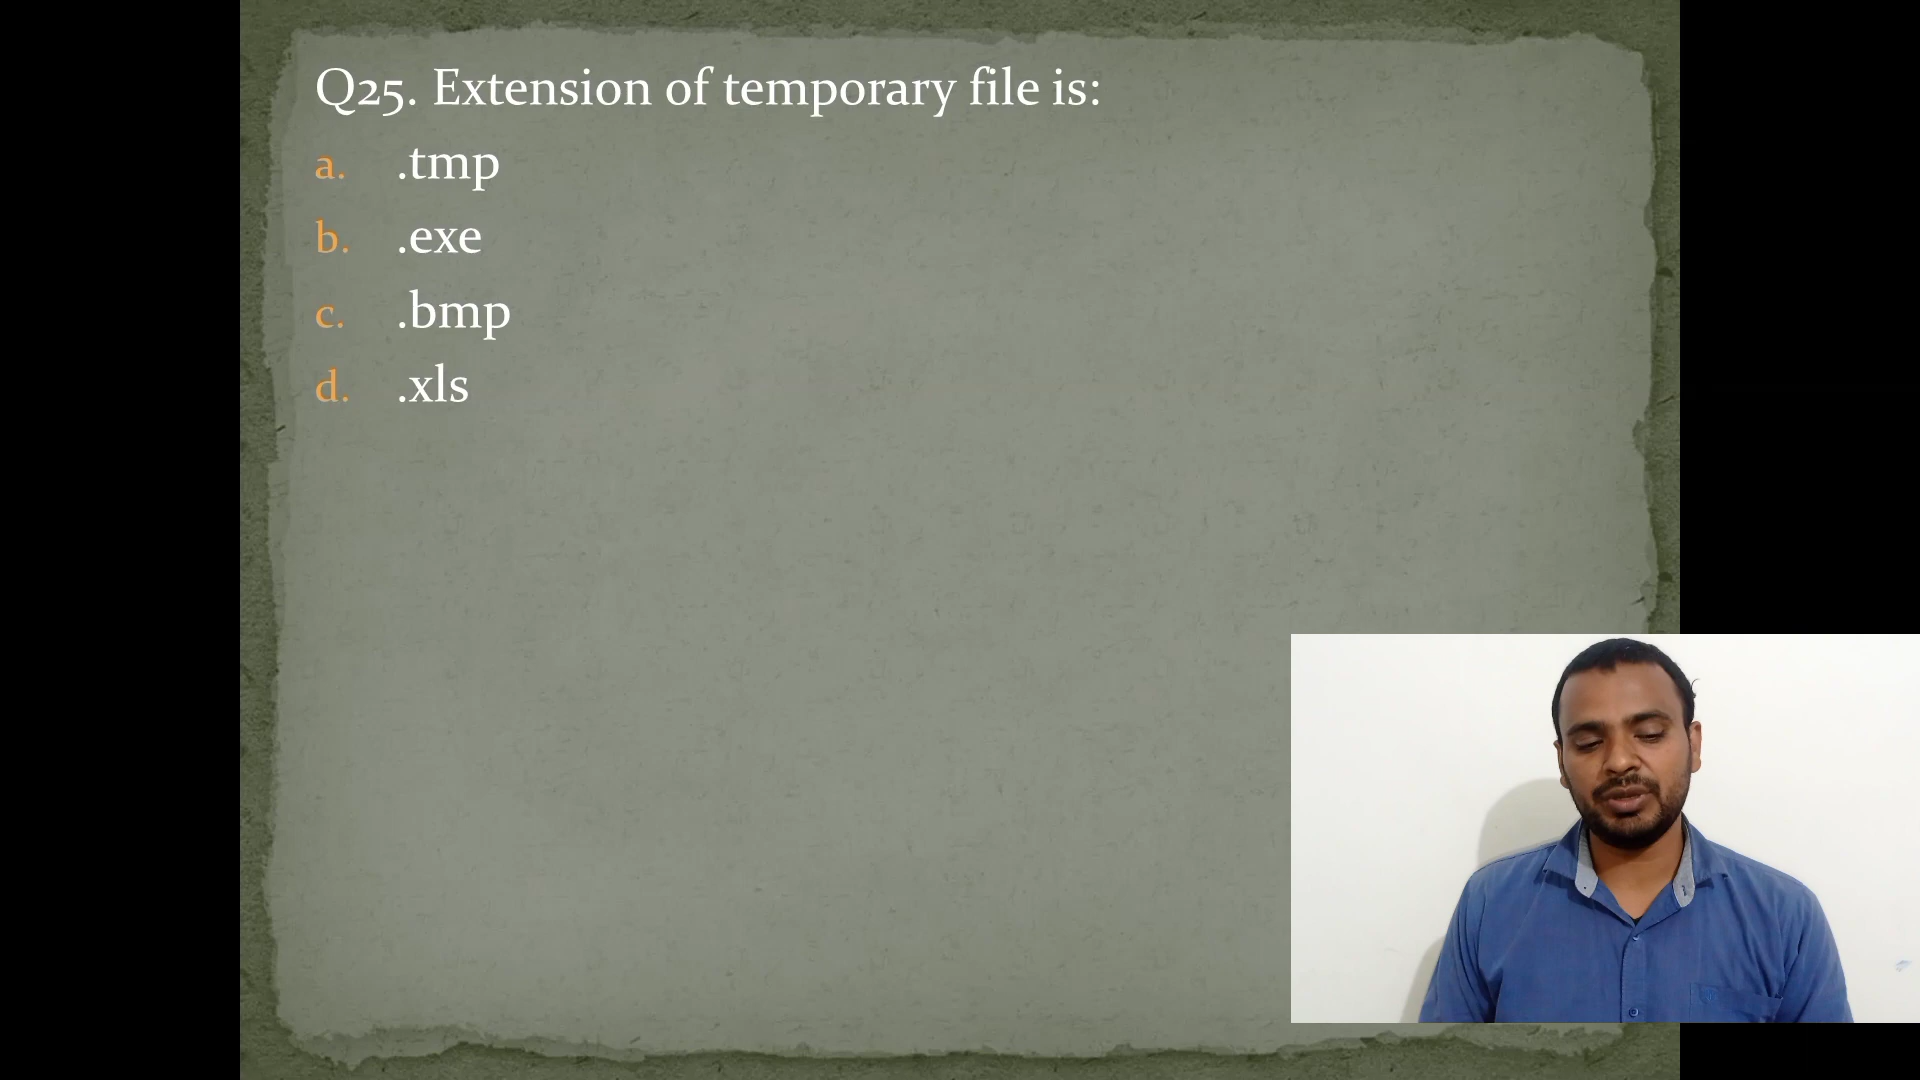 Q25. Extension of temporary file is:
a. .tmp
b. .exe
c. .bmp
d. .xls